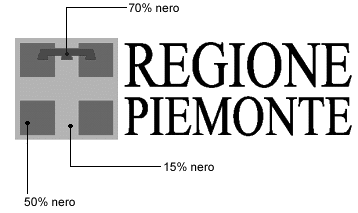 70% nero
REGIONE
PIEMONTE
15% nero
50% nero